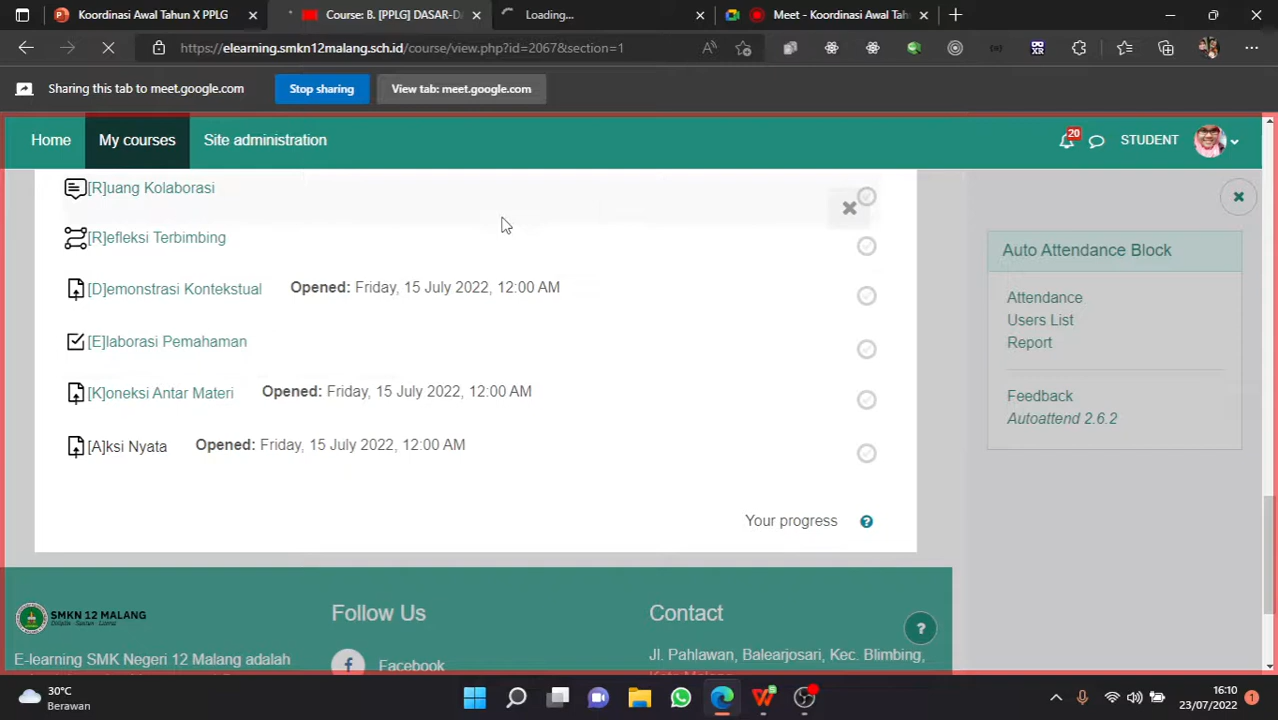 Koordinasi Awal Tahun X PPLG
Course: B. [PPLG] DASAR-D
Loading...
Meet - Koordinasi Awal Tah
https://elearning.smkn12malang.sch.id/course/view.php?id=2067&section=1
Sharing this tab to meet.google.com
Stop sharing
View tab: meet.google.com
Home
My courses
Site administration
20
STUDENT
[R]uang Kolaborasi
[R]efleksi Terbimbing
[D]emonstrasi Kontekstual
Opened: Friday, 15 July 2022, 12:00 AM
[E]laborasi Pemahaman
[K]oneksi Antar Materi
Opened: Friday, 15 July 2022, 12:00 AM
[A]ksi Nyata
Opened: Friday, 15 July 2022, 12:00 AM
Your progress
Auto Attendance Block
Attendance
Users List
Report
Feedback
Autoattend 2.6.2
SMKN 12 MALANG
E-learning SMK Negeri 12 Malang adalah
Follow Us
Facebook
Contact
Jl. Pahlawan, Balearjosari, Kec. Blimbing,
30°C
Berawan
16:10
23/07/2022
1